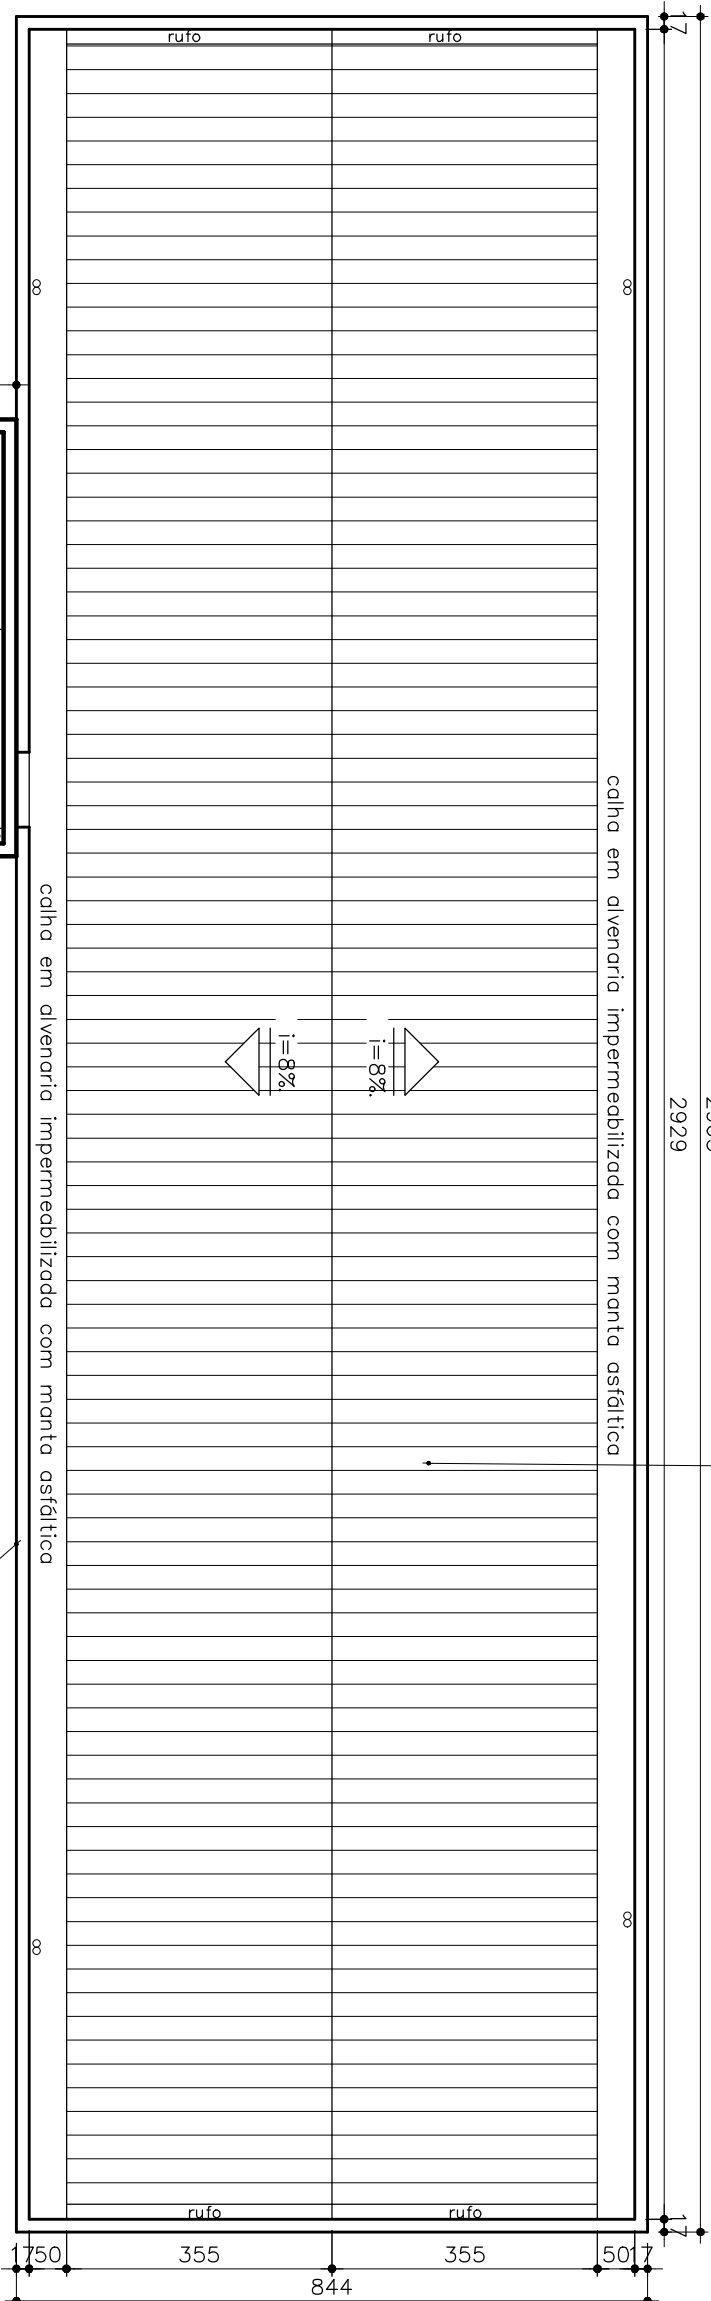 rufo
rufo
17
8
8
calha em alvenaria impermeabilizada com manta asfáltica
calha em alvenaria impermeabilizada com manta asfáltica
i=8%.
i=8%.
2929
8
8
rufo
rufo
17
17
50
355
355
50
17
844